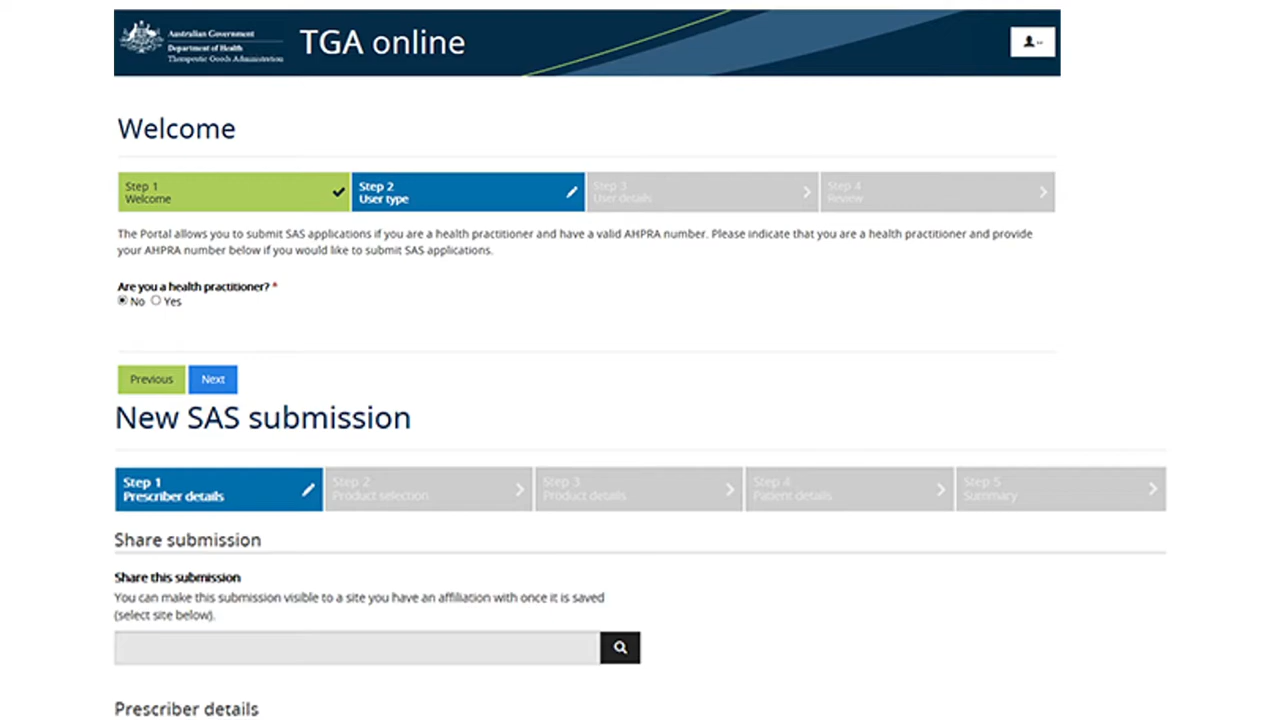 Australian Government
Department of Health
Therapeutic Goods Administration
TGA online
Welcome
Step 1
Welcome
Step 2
User type
Step 3
User details
Step 4
Review
The Portal allows you to submit SAS applications if you are a health practitioner and have a valid AHPRA number. Please indicate that you are a health practitioner and provide
your AHPRA number below if you would like to submit SAS applications.
Are you a health practitioner? *
No Yes
Previous Next
New SAS submission
Step 1
Prescriber details
Step 2
Product selection
Step 3
Product details
Step 4
Patient details
Step 5
Summary
Share submission
Share this submission
You can make this submission visible to a site you have an affiliation with once it is saved
(select site below).
Prescriber details